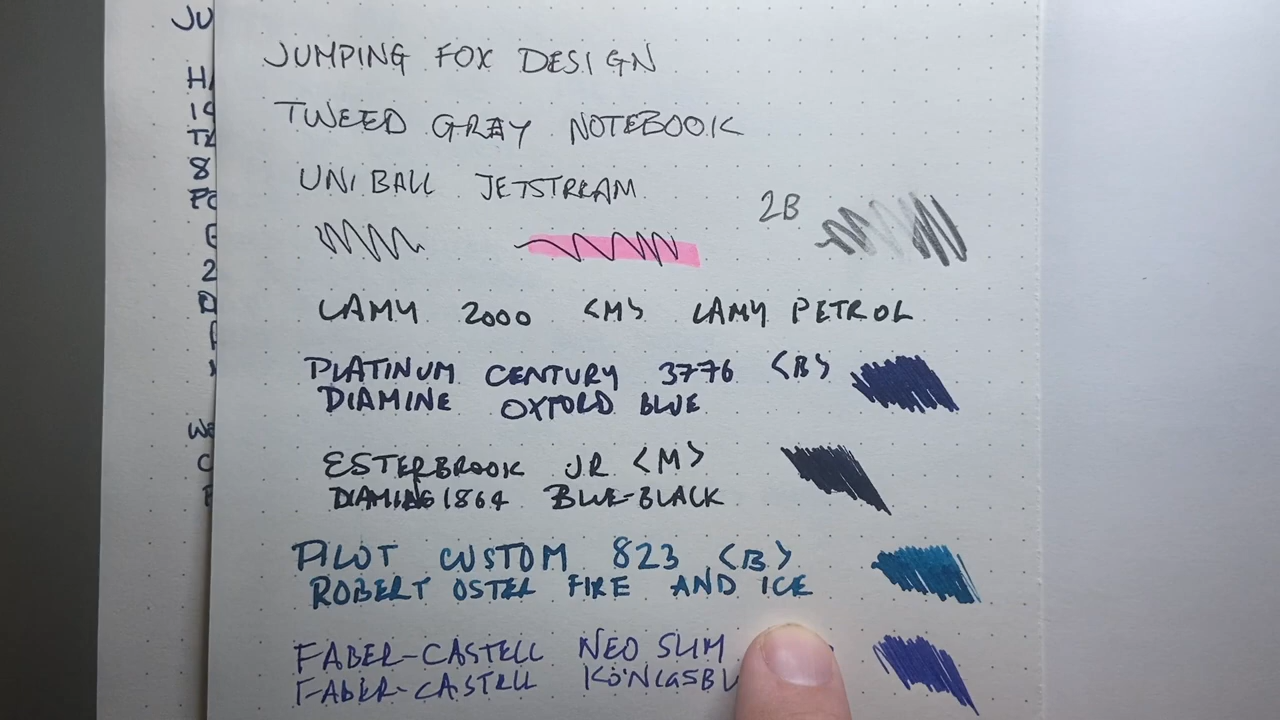 JUMPING FOX DESIGN
TWEED GRAY NOTEBOOK
UNIBALL JETSTREAM
2B
LAMY 2000 <M> LAMY PETROL
PLATINUM CENTURY 3776 <B>
DIAMINE OXFORD BLUE
ESTERBROOK JR <M>
DIAMINE 1864 BLUE-BLACK
PILOT CUSTOM 823 <B>
ROBERT OSTER FIRE AND ICE
FABER-CASTELL NEO SLIM
FABER-CASTELL KÖNIGSBL